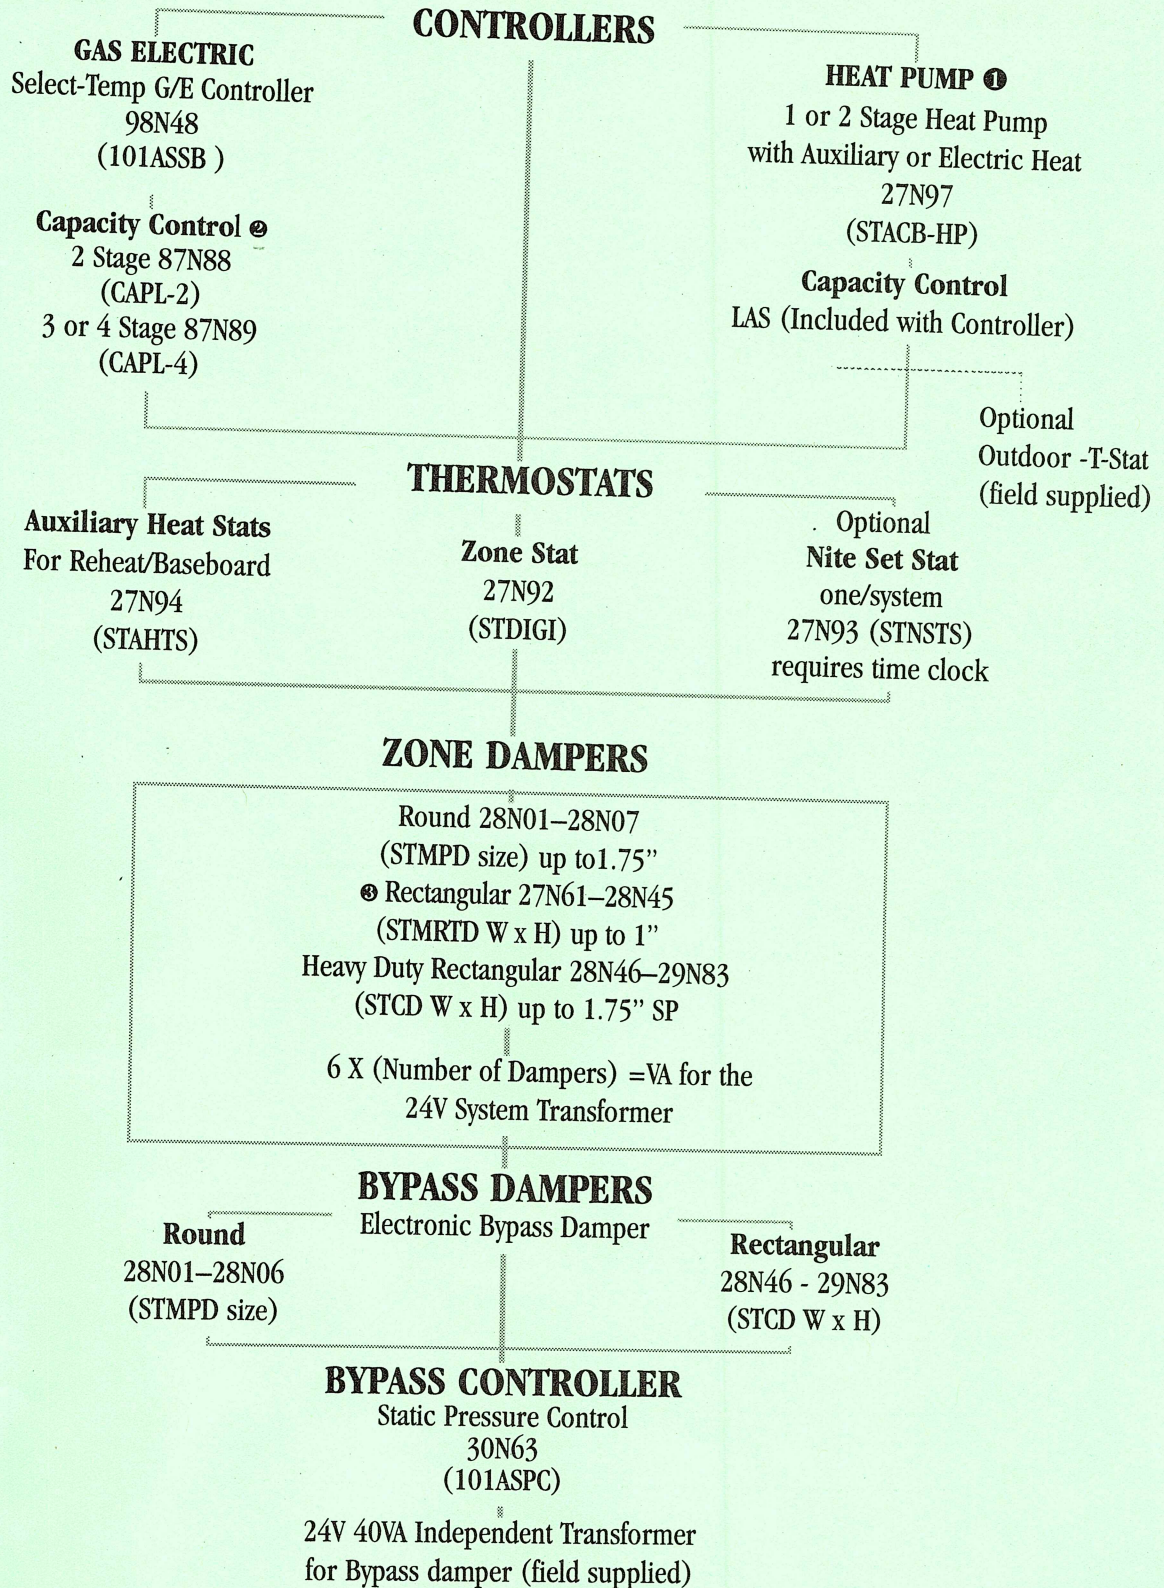 CONTROLLERS
GAS ELECTRIC
Select-Temp G/E Controller
98N48
(101ASSB )
Capacity Control ❷
2 Stage 87N88
(CAPL-2)
3 or 4 Stage 87N89
(CAPL-4)
HEAT PUMP ❶
1 or 2 Stage Heat Pump
with Auxiliary or Electric Heat
27N97
(STACB-HP)
Capacity Control
LAS (Included with Controller)
Optional
Outdoor -T-Stat
(field supplied)
THERMOSTATS
Auxiliary Heat Stats
For Reheat/Baseboard
27N94
(STAHTS)
Zone Stat
27N92
(STDIGI)
Optional
Nite Set Stat
one/system
27N93 (STNSTS)
requires time clock
ZONE DAMPERS
Round 28N01–28N07
(STMPD size) up to1.75”
❸ Rectangular 27N61–28N45
(STMRTD W x H) up to 1”
Heavy Duty Rectangular 28N46–29N83
(STCD W x H) up to 1.75” SP
6 X (Number of Dampers) =VA for the
24V System Transformer
BYPASS DAMPERS
Electronic Bypass Damper
Round
28N01–28N06
(STMPD size)
Rectangular
28N46 - 29N83
(STCD W x H)
BYPASS CONTROLLER
Static Pressure Control
30N63
(101ASPC)
24V 40VA Independent Transformer
for Bypass damper (field supplied)